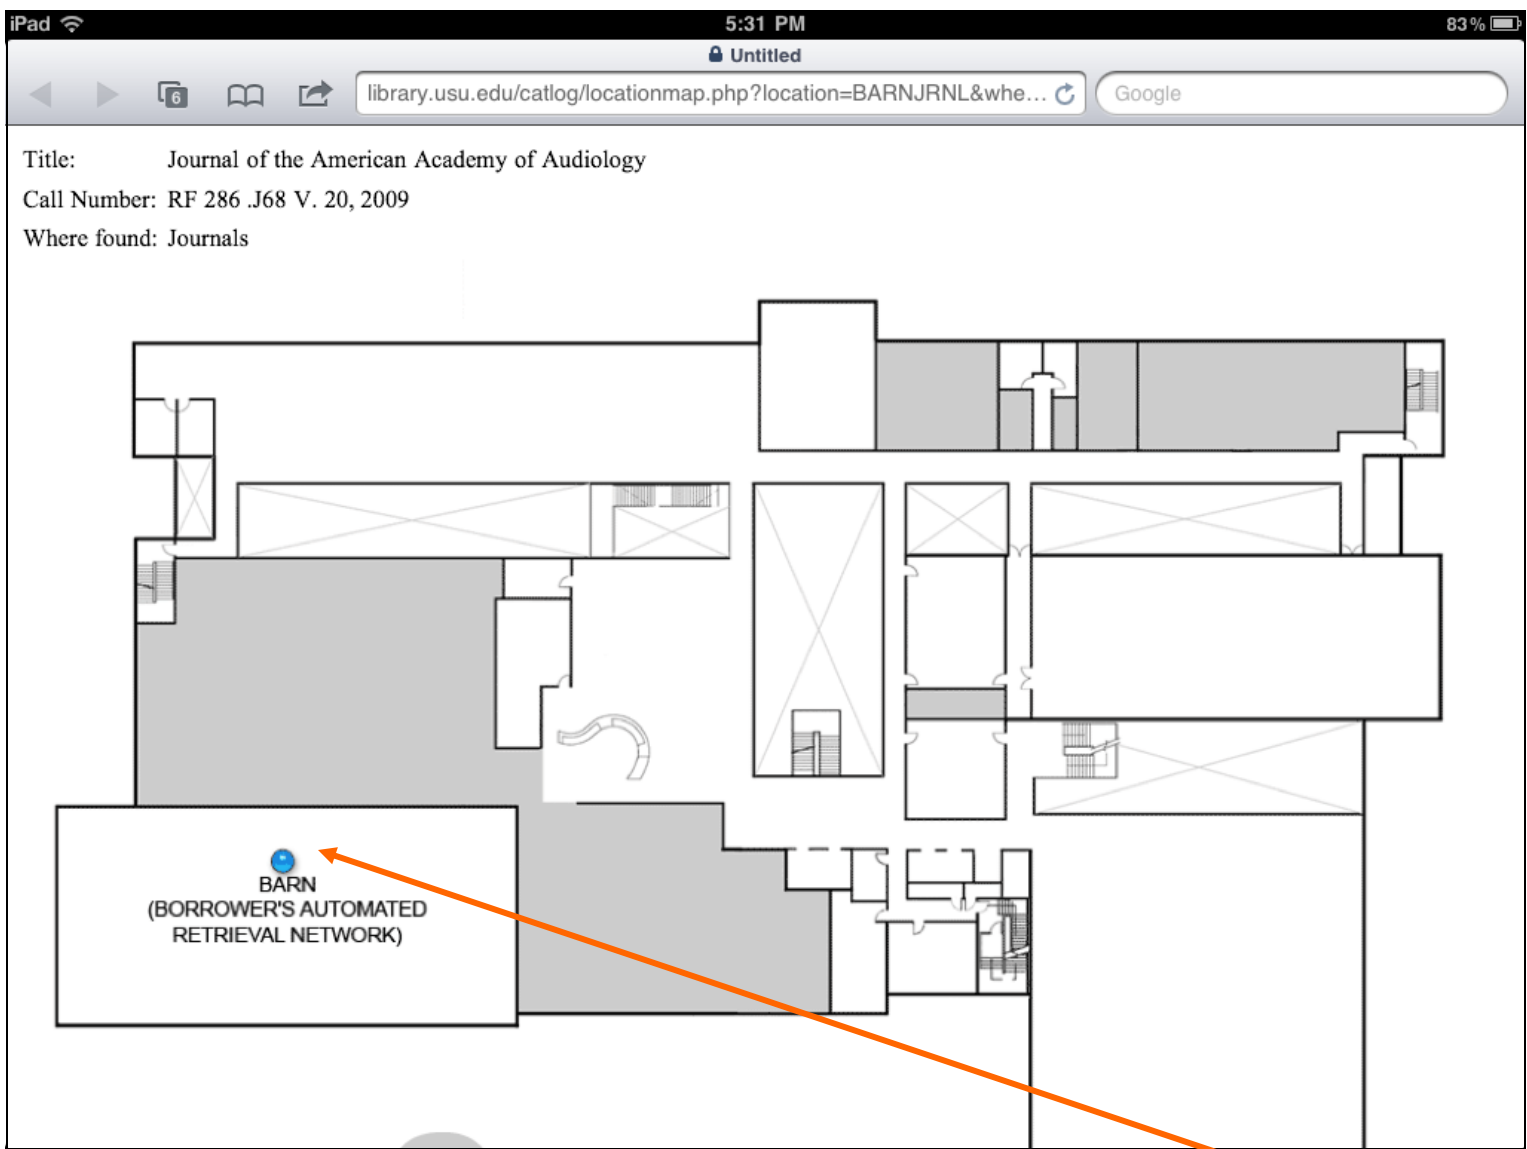 iPad 5:31 PM 83%
Untitled
6 library.usu.edu/catlog/locationmap.php?location=BARNJRNL&whe... Google
Title: Journal of the American Academy of Audiology
Call Number: RF 286 .J68 V. 20, 2009
Where found: Journals
BARN
(BORROWER'S AUTOMATED
RETRIEVAL NETWORK)